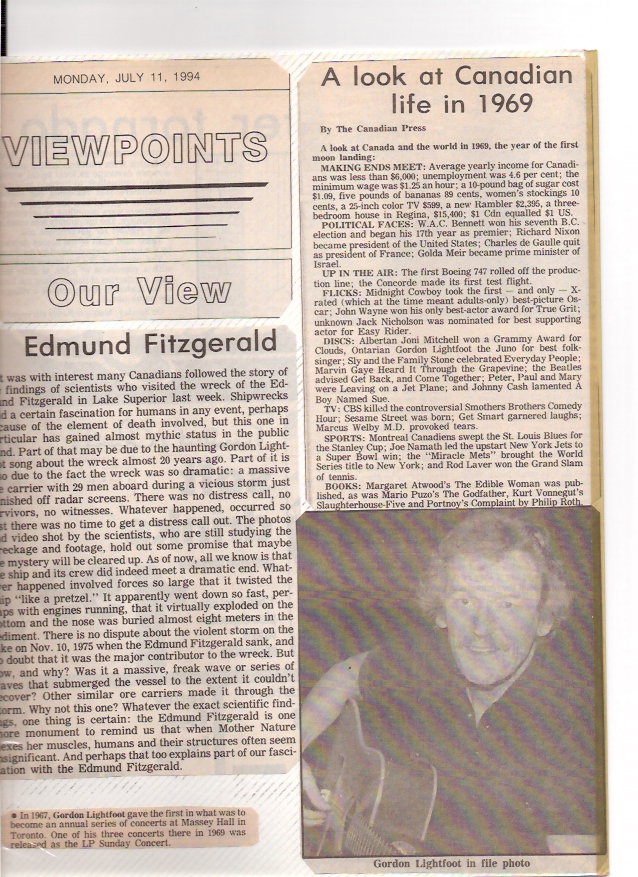 MONDAY, JULY 11, 1994
VIEWPOINTS
Our View
Edmund Fitzgerald
t was with interest many Canadians followed the story of
findings of scientists who visited the wreck of the Ed-
nd Fitzgerald in Lake Superior last week. Shipwrecks
d a certain fascination for humans in any event, perhaps
cause of the element of death involved, but this one in
rticular has gained almost mythic status in the public
nd. Part of that may be due to the haunting Gordon Light-
t song about the wreck almost 20 years ago. Part of it is
o due to the fact the wreck was so dramatic: a massive
e carrier with 29 men aboard during a vicious storm just
nished off radar screens. There was no distress call, no
rvivors, no witnesses. Whatever happened, occurred so
st there was no time to get a distress call out. The photos
d video shot by the scientists, who are still studying the
reckage and footage, hold out some promise that maybe
e mystery will be cleared up. As of now, all we know is that
e ship and its crew did indeed meet a dramatic end. What-
er happened involved forces so large that it twisted the
ip "like a pretzel." It apparently went down so fast, per-
aps with engines running, that it virtually exploded on the
ottom and the nose was buried almost eight meters in the
ediment. There is no dispute about the violent storm on the
ke on Nov. 10, 1975 when the Edmund Fitzgerald sank, and
o doubt that it was the major contributor to the wreck. But
ow, and why? Was it a massive, freak wave or series of
aves that submerged the vessel to the extent it couldn't
ecover? Other similar ore carriers made it through the
orm. Why not this one? Whatever the exact scientific find-
gs, one thing is certain: the Edmund Fitzgerald is one
ore monument to remind us that when Mother Nature
exes her muscles, humans and their structures often seem
nsignificant. And perhaps that too explains part of our fasci-
ation with the Edmund Fitzgerald.
• In 1967, Gordon Lightfoot gave the first in what was to
become an annual series of concerts at Massey Hall in
Toronto. One of his three concerts there in 1969 was
released as the LP Sunday Concert.
A look at Canadian
life in 1969
By The Canadian Press
A look at Canada and the world in 1969, the year of the first
moon landing:
MAKING ENDS MEET: Average yearly income for Canadi-
ans was less than $6,000; unemployment was 4.6 per cent; the
minimum wage was $1.25 an hour; a 10-pound bag of sugar cost
$1.09, five pounds of bananas 89 cents, women's stockings 10
cents, a 25-inch color TV $599, a new Rambler $2,395, a three-
bedroom house in Regina, $15,400; $1 Cdn equalled $1 US.
POLITICAL FACES: W.A.C. Bennett won his seventh B.C.
election and began his 17th year as premier; Richard Nixon
became president of the United States; Charles de Gaulle quit
as president of France; Golda Meir became prime minister of
Israel.
UP IN THE AIR: The first Boeing 747 rolled off the produc-
tion line; the Concorde made its first test flight.
FLICKS: Midnight Cowboy took the first — and only — X-
rated (which at the time meant adults-only) best-picture Os-
car; John Wayne won his only best-actor award for True Grit;
unknown Jack Nicholson was nominated for best supporting
actor for Easy Rider.
DISCS: Albertan Joni Mitchell won a Grammy Award for
Clouds, Ontarian Gordon Lightfoot the Juno for best folk-
singer; Sly and the Family Stone celebrated Everyday People;
Marvin Gaye Heard It Through the Grapevine; the Beatles
advised Get Back, and Come Together; Peter, Paul and Mary
were Leaving on a Jet Plane; and Johnny Cash lamented A
Boy Named Sue.
TV: CBS killed the controversial Smothers Brothers Comedy
Hour; Sesame Street was born; Get Smart garnered laughs;
Marcus Welby M.D. provoked tears.
SPORTS: Montreal Canadiens swept the St. Louis Blues for
the Stanley Cup; Joe Namath led the upstart New York Jets to
a Super Bowl win; the "Miracle Mets" brought the World
Series title to New York; and Rod Laver won the Grand Slam
of tennis.
BOOKS: Margaret Atwood's The Edible Woman was pub-
lished, as was Mario Puzo's The Godfather, Kurt Vonnegut's
Slaughterhouse-Five and Portnoy's Complaint by Philip Roth.
Gordon Lightfoot in file photo